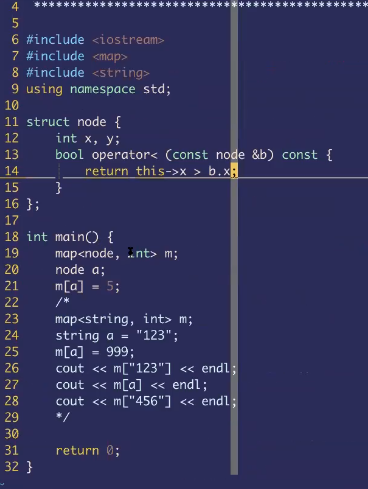 4 ************************************************
5
6 #include <iostream>
7 #include <map>
8 #include <string>
9 using namespace std;
10
11 struct node {
12     int x, y;
13     bool operator< (const node &b) const {
14         return this->x > b.x;
15     }
16 };
17
18 int main() {
19     map<node, int> m;
20     node a;
21     m[a] = 5;
22     /*
23     map<string, int> m;
24     string a = "123";
25     m[a] = 999;
26     cout << m["123"] << endl;
27     cout << m[a] << endl;
28     cout << m["456"] << endl;
29     */
30
31     return 0;
32 }